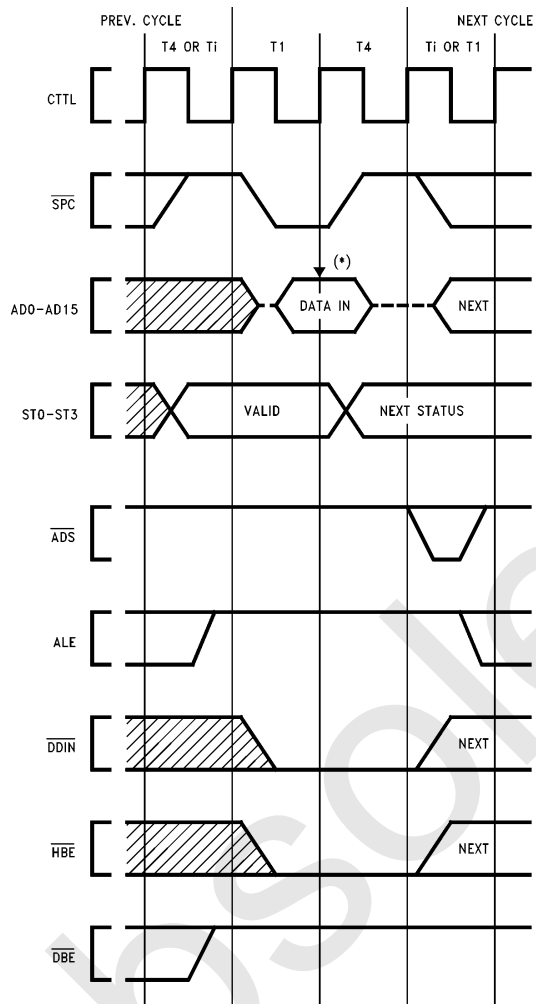 PREV. CYCLE NEXT CYCLE
T4 OR Ti T1 T4 Ti OR T1
CTTL
SPC
(*)
AD0-AD15 DATA IN NEXT
ST0-ST3 VALID NEXT STATUS
ADS
ALE
DDIN NEXT
HBE NEXT
DBE